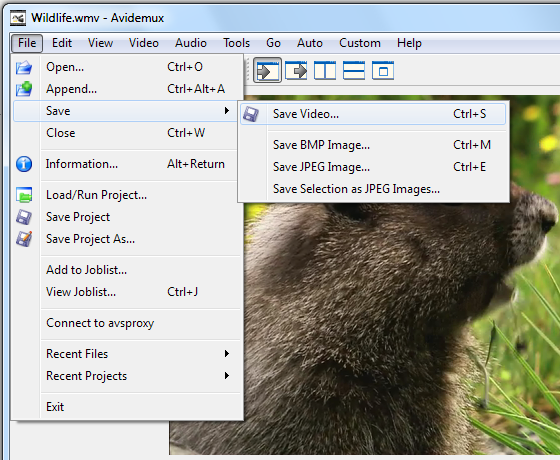 Wildlife.wmv - Avidemux
File Edit View Video Audio Tools Go Auto Custom Help
Open... Ctrl+O
Append... Ctrl+Alt+A
Save
Close Ctrl+W
Information... Alt+Return
Load/Run Project...
Save Project
Save Project As...
Add to Joblist...
View Joblist... Ctrl+J
Connect to avsproxy
Recent Files
Recent Projects
Exit
Save Video... Ctrl+S
Save BMP Image... Ctrl+M
Save JPEG Image... Ctrl+E
Save Selection as JPEG Images...